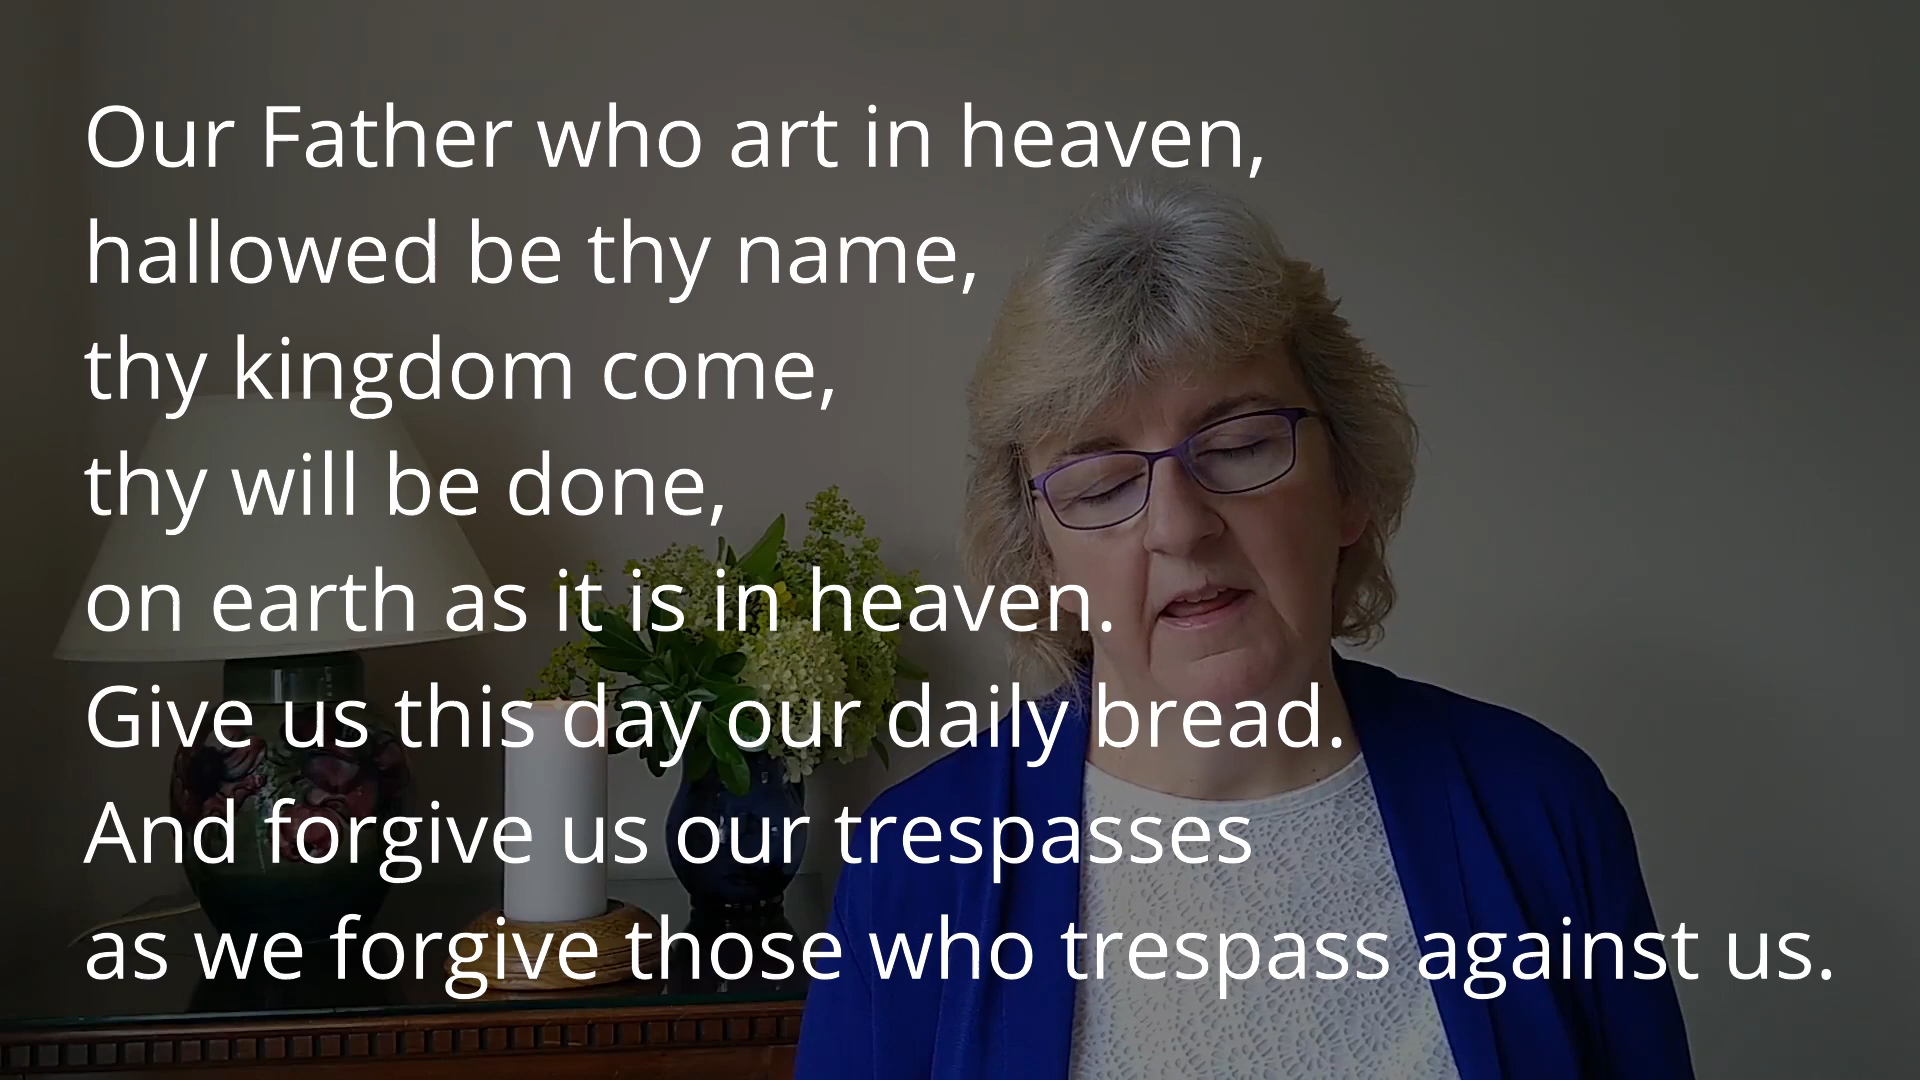 Our Father who art in heaven,
hallowed be thy name,
thy kingdom come,
thy will be done,
on earth as it is in heaven.
Give us this day our daily bread.
And forgive us our trespasses
as we forgive those who trespass against us.